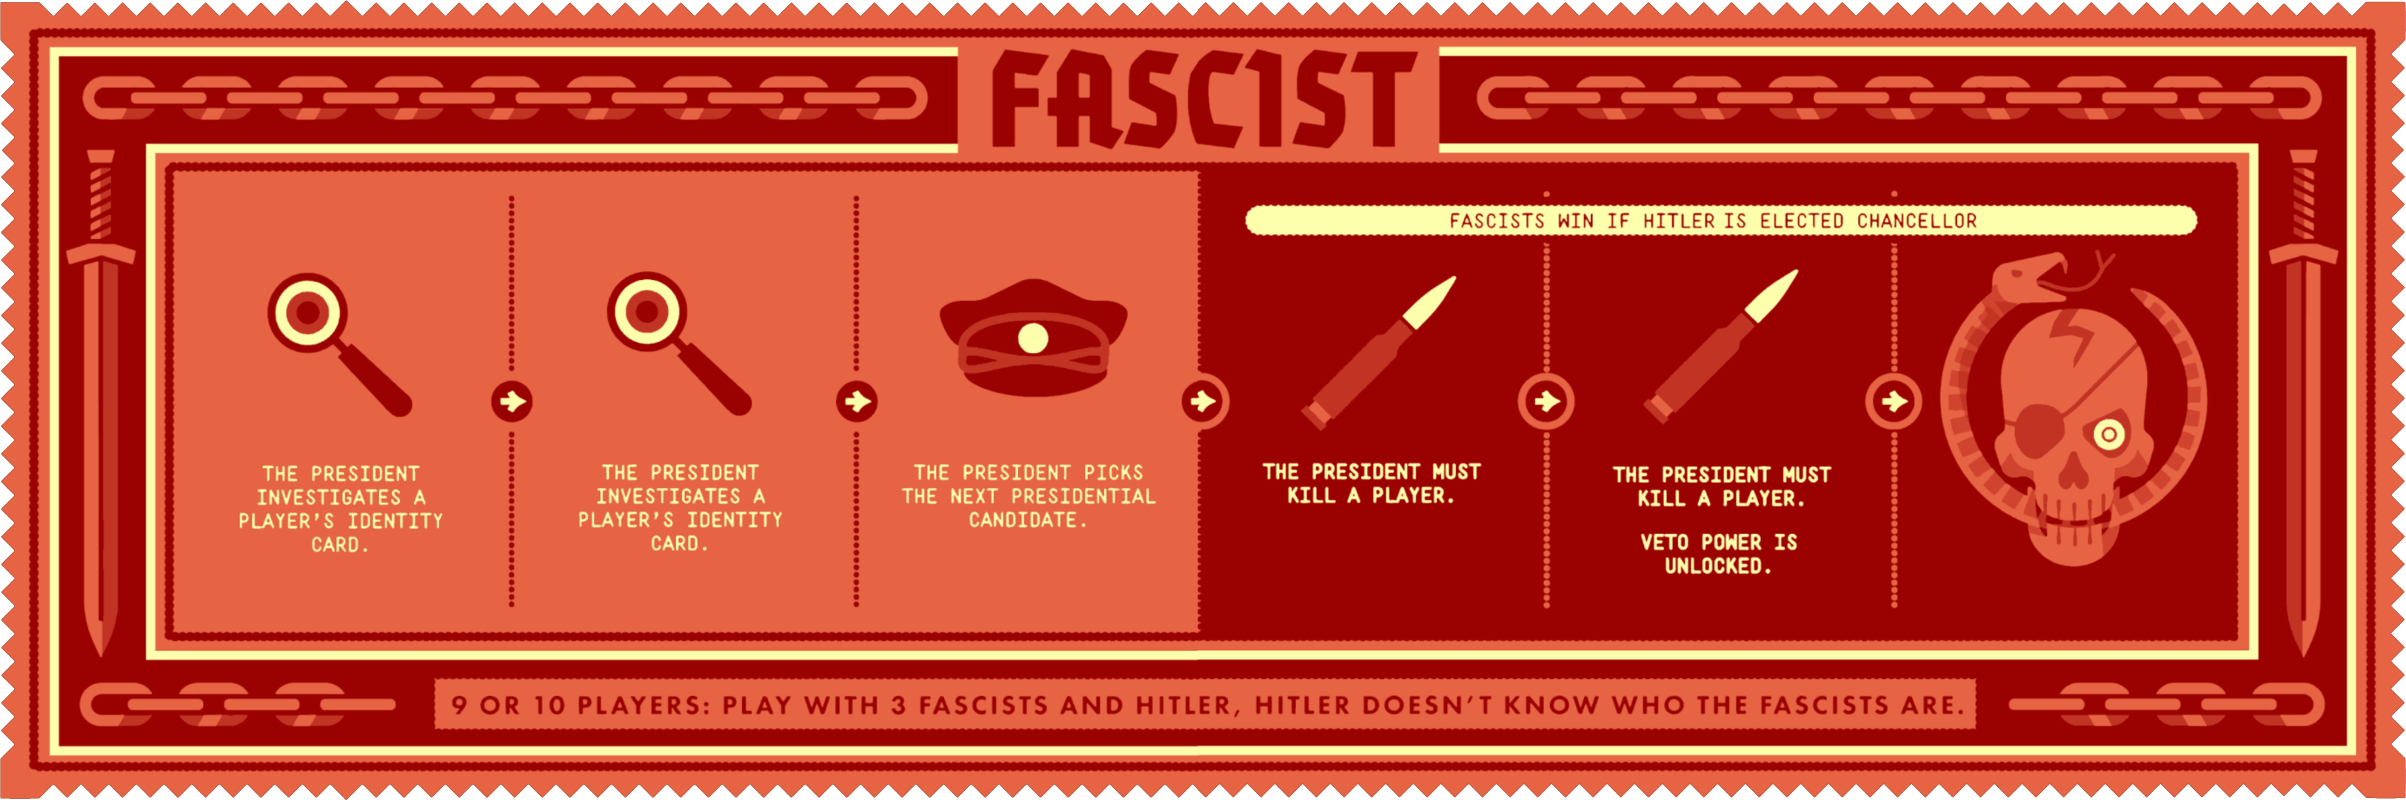 FASCIST
FASCISTS WIN IF HITLER IS ELECTED CHANCELLOR
THE PRESIDENT
INVESTIGATES A
PLAYER'S IDENTITY
CARD.
THE PRESIDENT
INVESTIGATES A
PLAYER'S IDENTITY
CARD.
THE PRESIDENT PICKS
THE NEXT PRESIDENTIAL
CANDIDATE.
THE PRESIDENT MUST
KILL A PLAYER.
THE PRESIDENT MUST
KILL A PLAYER.
VETO POWER IS
UNLOCKED.
9 OR 10 PLAYERS: PLAY WITH 3 FASCISTS AND HITLER, HITLER DOESN'T KNOW WHO THE FASCISTS ARE.